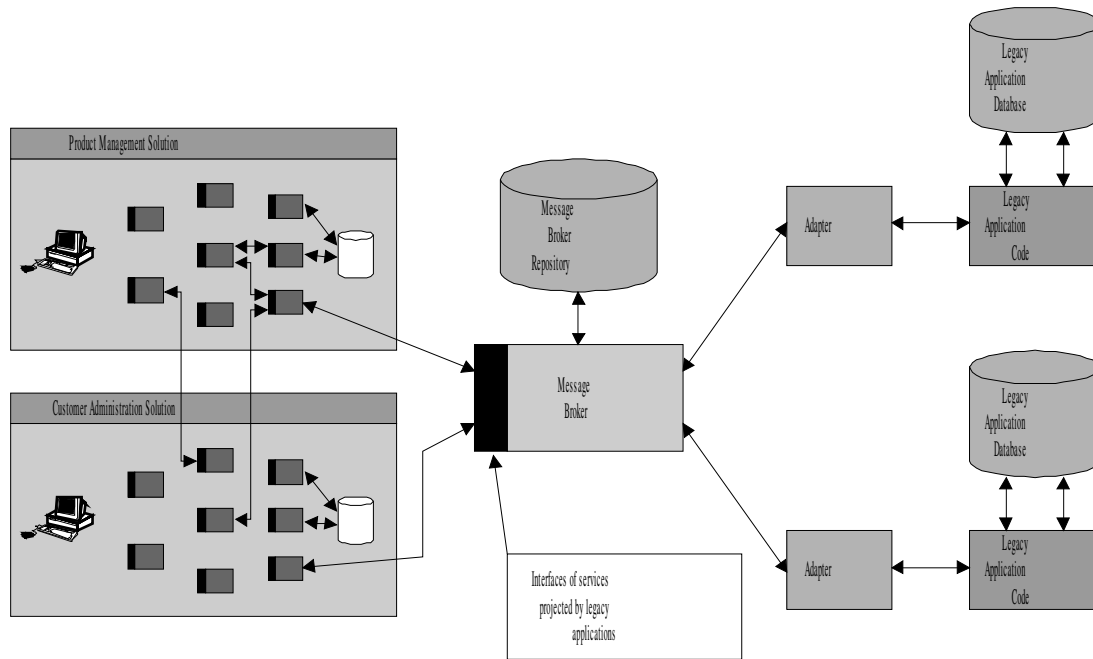 Legacy
Application
Database
Product Management Solution
Message
Broker
Repository
Adapter
Legacy
Application
Code
Message
Broker
Customer Administration Solution
Legacy
Application
Database
Adapter
Legacy
Application
Code
Interfaces of services
projected by legacy
applications